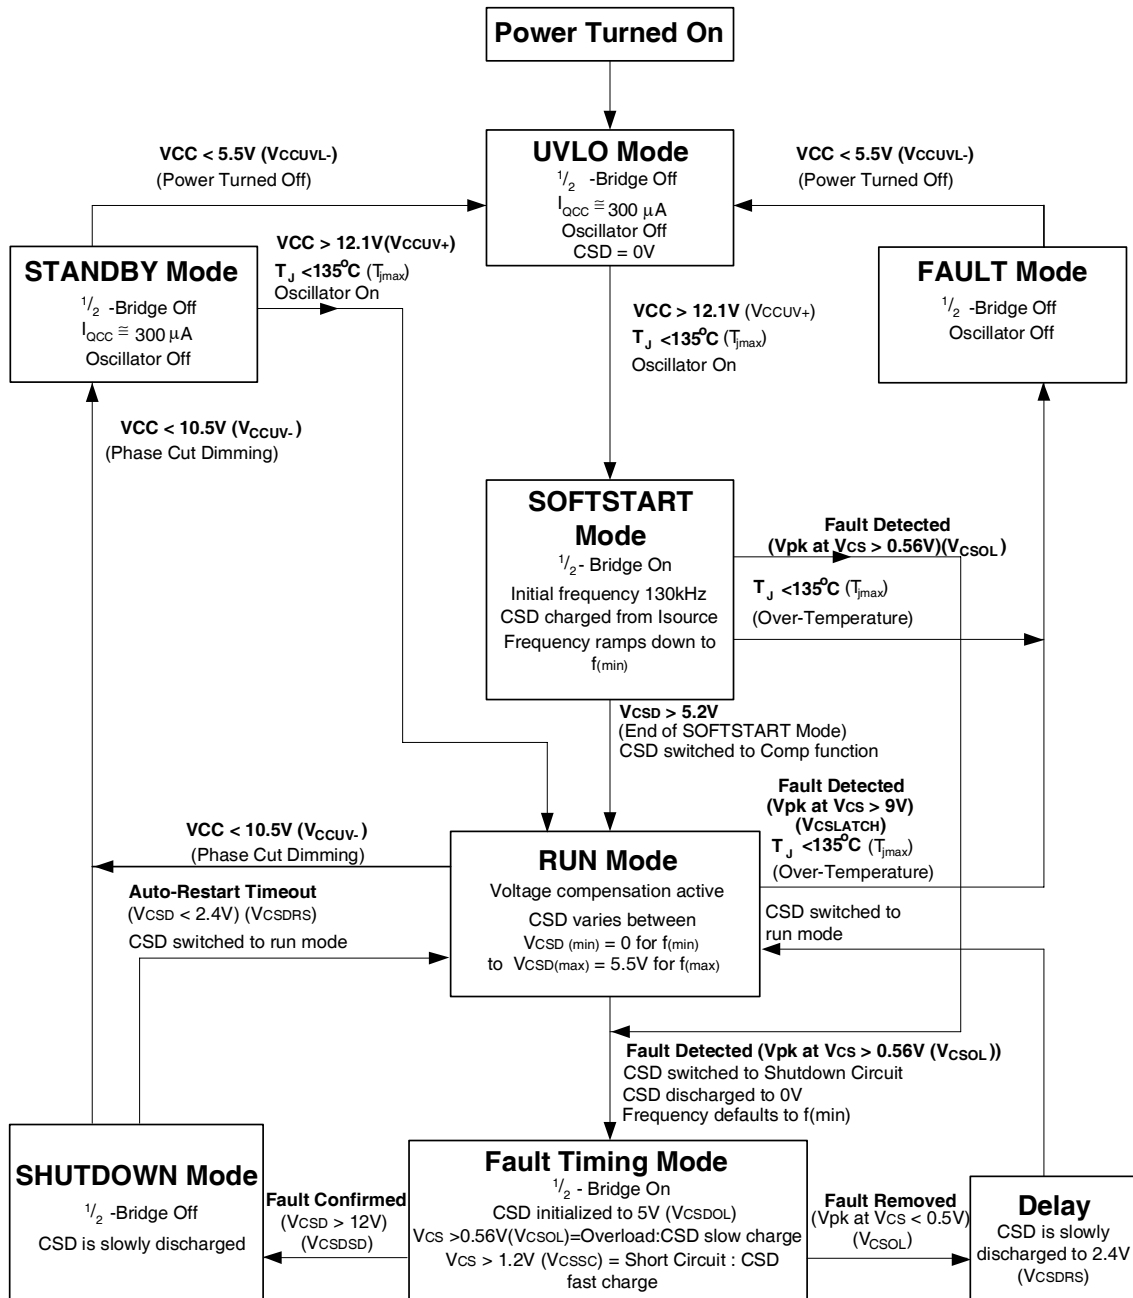 Power Turned On
UVLO Mode
1/2 -Bridge Off
IQCC ≅ 300 µA
Oscillator Off
CSD = 0V
VCC < 5.5V (VCCUVL-)
(Power Turned Off)
VCC < 5.5V (VCCUVL-)
(Power Turned Off)
STANDBY Mode
1/2 -Bridge Off
IQCC ≅ 300 µA
Oscillator Off
VCC > 12.1V(VCCUV+)
TJ <135°C (Tjmax)
Oscillator On
VCC > 12.1V (VCCUV+)
TJ <135°C (Tjmax)
Oscillator On
FAULT Mode
1/2 -Bridge Off
Oscillator Off
VCC < 10.5V (VCCUV-)
(Phase Cut Dimming)
SOFTSTART
Mode
1/2- Bridge On
Initial frequency 130kHz
CSD charged from Isource
Frequency ramps down to
f(min)
Fault Detected
(Vpk at VCS > 0.56V)(VCSOL)
TJ <135°C (Tjmax)
(Over-Temperature)
VCSD > 5.2V
(End of SOFTSTART Mode)
CSD switched to Comp function
Fault Detected
(Vpk at VCS > 9V)
(VCSLATCH)
TJ <135°C (Tjmax)
(Over-Temperature)
VCC < 10.5V (VCCUV-)
(Phase Cut Dimming)
RUN Mode
Voltage compensation active
CSD varies between
VCSD (min) = 0 for f(min)
to VCSD(max) = 5.5V for f(max)
Auto-Restart Timeout
(VCSD < 2.4V) (VCSDRS)
CSD switched to run mode
CSD switched to
run mode
Fault Detected (Vpk at VCS > 0.56V (VCSOL))
CSD switched to Shutdown Circuit
CSD discharged to 0V
Frequency defaults to f(min)
SHUTDOWN Mode
1/2 -Bridge Off
CSD is slowly discharged
Fault Confirmed
(VCSD > 12V)
(VCSDSD)
Fault Timing Mode
1/2 - Bridge On
CSD initialized to 5V (VCSDOL)
VCS >0.56V(VCSOL)=Overload:CSD slow charge
VCS > 1.2V (VCSSC) = Short Circuit : CSD
fast charge
Fault Removed
(Vpk at VCS < 0.5V)
(VCSOL)
Delay
CSD is slowly
discharged to 2.4V
(VCSDRS)